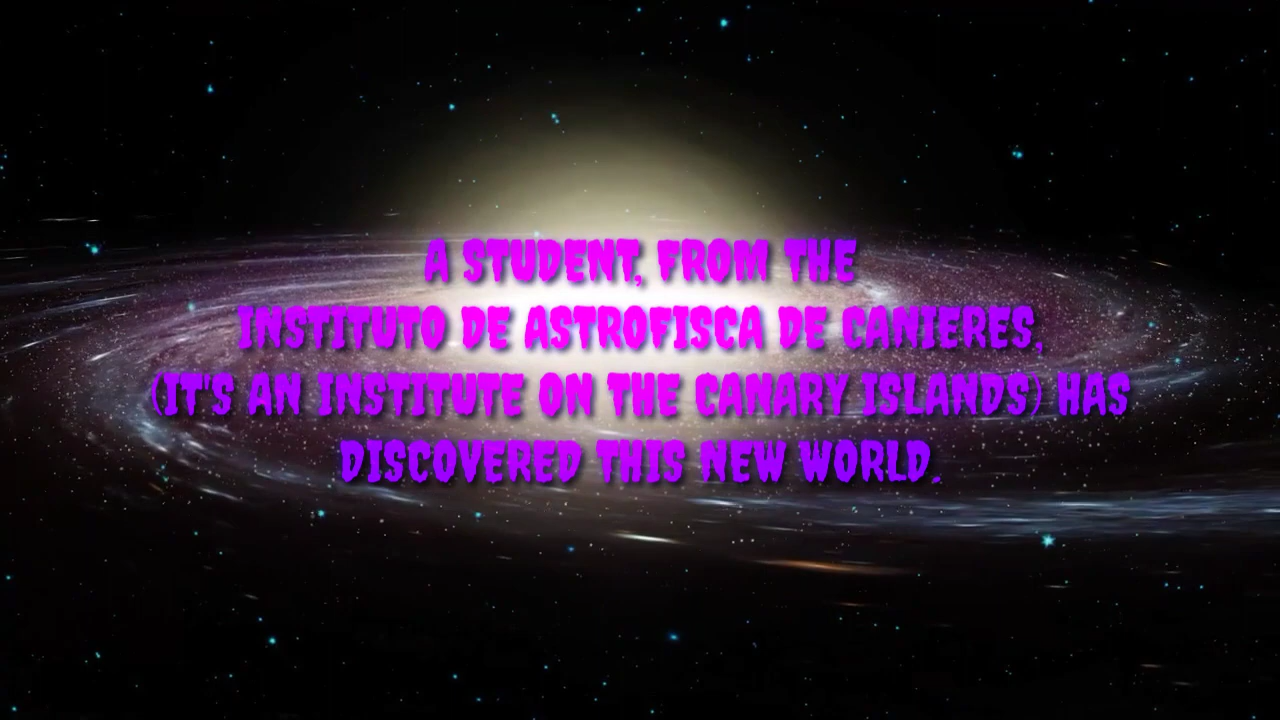 A STUDENT, FROM THE
INSTITUTO DE ASTROFISCA DE CANIERES,
(IT'S AN INSTITUTE ON THE CANARY ISLANDS) HAS
DISCOVERED THIS NEW WORLD.